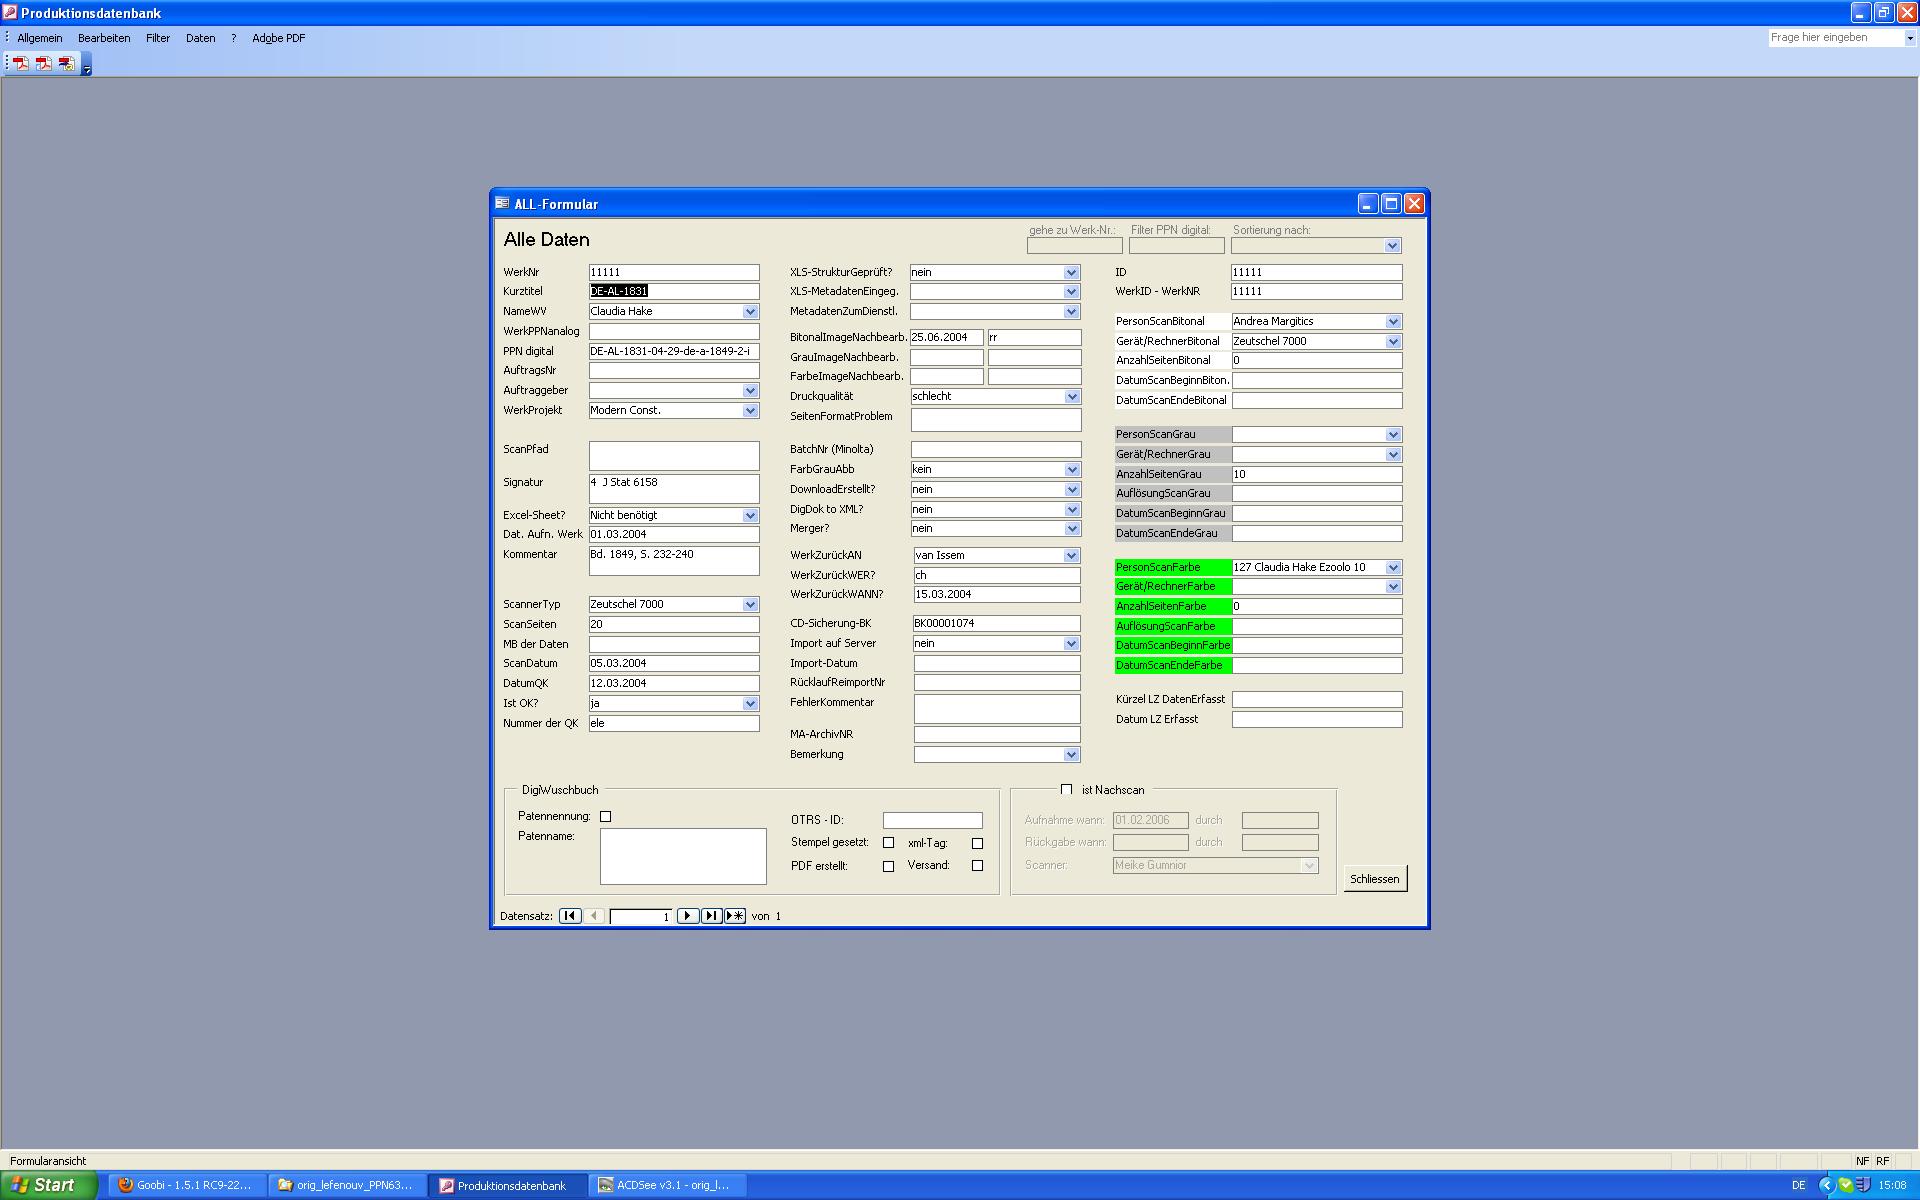 Produktionsdatenbank
Allgemein Bearbeiten Filter Daten ? Adobe PDF
Frage hier eingeben
ALL-Formular
Alle Daten
gehe zu Werk-Nr.: Filter PPN digital: Sortierung nach:
WerkNr 11111
Kurztitel DE-AL-1831
NameWV Claudia Hake
WerkPPNanalog
PPN digital DE-AL-1831-04-29-de-a-1849-2-i
AuftragsNr
Auftraggeber
WerkProjekt Modern Const.
ScanPfad
Signatur 4 J Stat 6158
Excel-Sheet? Nicht benötigt
Dat. Aufn. Werk 01.03.2004
Kommentar Bd. 1849, S. 232-240
ScannerTyp Zeutschel 7000
ScanSeiten 20
MB der Daten
ScanDatum 05.03.2004
DatumQK 12.03.2004
Ist OK? ja
Nummer der QK ele
XLS-StrukturGeprüft? nein
XLS-MetadatenEingeg.
MetadatenZumDienstl.
BitonalImageNachbearb. 25.06.2004 rr
GrauImageNachbearb.
FarbeImageNachbearb.
Druckqualität schlecht
SeitenFormatProblem
BatchNr (Minolta)
FarbGrauAbb kein
DownloadErstellt? nein
DigDok to XML? nein
Merger? nein
WerkZurückAN van Issem
WerkZurückWER? ch
WerkZurückWANN? 15.03.2004
CD-Sicherung-BK BK00001074
Import auf Server nein
Import-Datum
RücklaufReimportNr
FehlerKommentar
MA-ArchivNR
Bemerkung
ID 11111
WerkID - WerkNR 11111
PersonScanBitonal Andrea Margitics
Gerät/RechnerBitonal Zeutschel 7000
AnzahlSeitenBitonal 0
DatumScanBeginnBiton.
DatumScanEndeBitonal
PersonScanGrau
Gerät/RechnerGrau
AnzahlSeitenGrau 10
AuflösungScanGrau
DatumScanBeginnGrau
DatumScanEndeGrau
PersonScanFarbe 127 Claudia Hake Ezoolo 10
Gerät/RechnerFarbe
AnzahlSeitenFarbe 0
AuflösungScanFarbe
DatumScanBeginnFarbe
DatumScanEndeFarbe
Kürzel LZ DatenErfasst
Datum LZ Erfasst
DigiWuschbuch
Patennennung:
Patenname:
OTRS - ID:
Stempel gesetzt: xml-Tag:
PDF erstellt: Versand:
ist Nachscan
Aufnahme wann: 01.02.2006 durch
Rückgabe wann: durch
Scanner: Meike Gumnior
Schliessen
Datensatz: 1 von 1
Formularansicht NF RF
Start Goobi - 1.5.1 RC9-22... orig_lefenouv_PPN63... Produktionsdatenbank ACDSee v3.1 - orig_l... DE 15:08